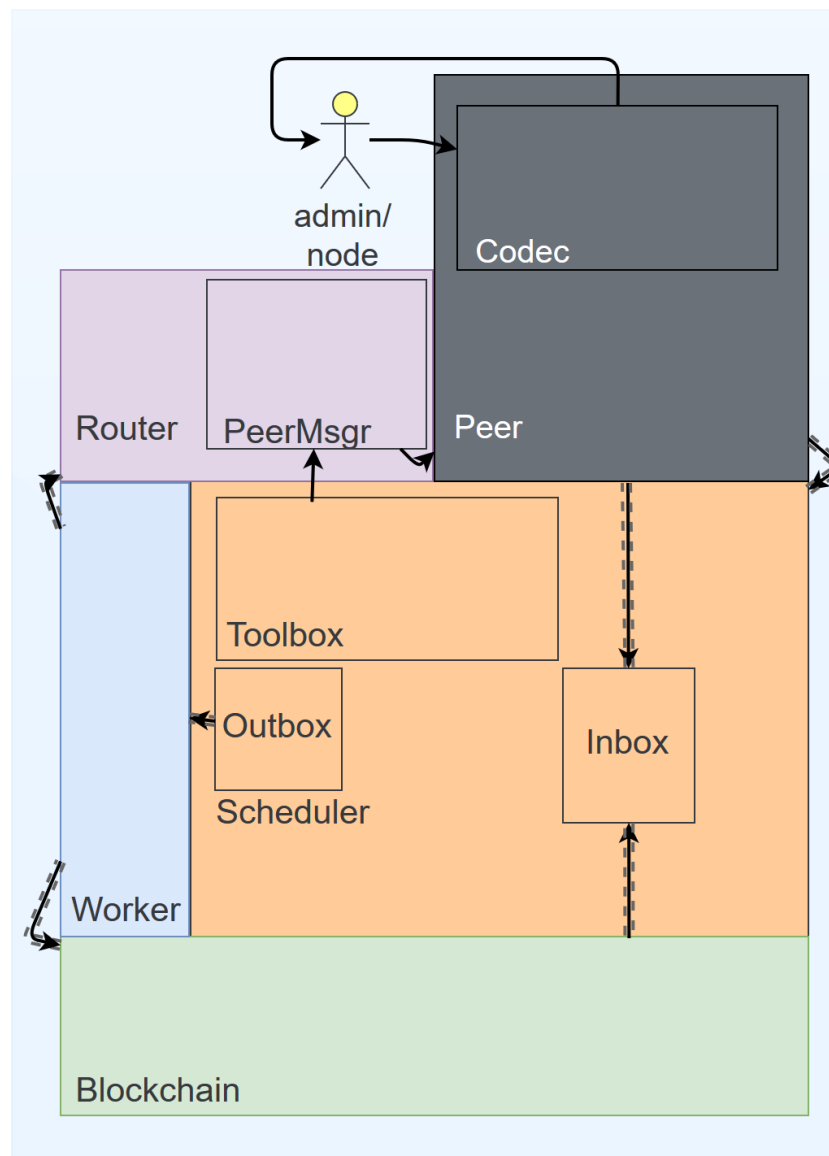 admin/
node
Codec
Router
PeerMsgr
Peer
Toolbox
Outbox
Inbox
Scheduler
Worker
Blockchain